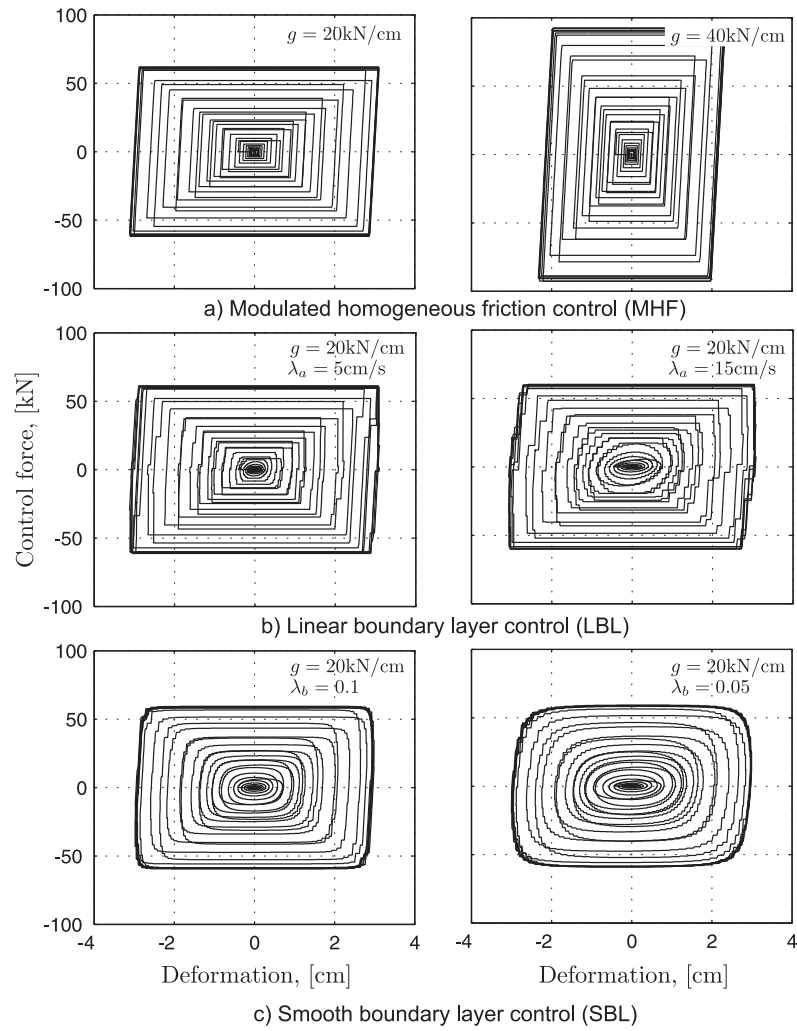 100
g = 20kN/cm
g = 40kN/cm
50
0
-50
-100
a) Modulated homogeneous friction control (MHF)
100
g = 20kN/cm
λa = 5cm/s
g = 20kN/cm
λa = 15cm/s
50
0
-50
-100
Control force, [kN]
b) Linear boundary layer control (LBL)
100
g = 20kN/cm
λb = 0.1
g = 20kN/cm
λb = 0.05
50
0
-50
-100
-4 -2 0 2 4
-4 -2 0 2 4
Deformation, [cm]
Deformation, [cm]
c) Smooth boundary layer control (SBL)